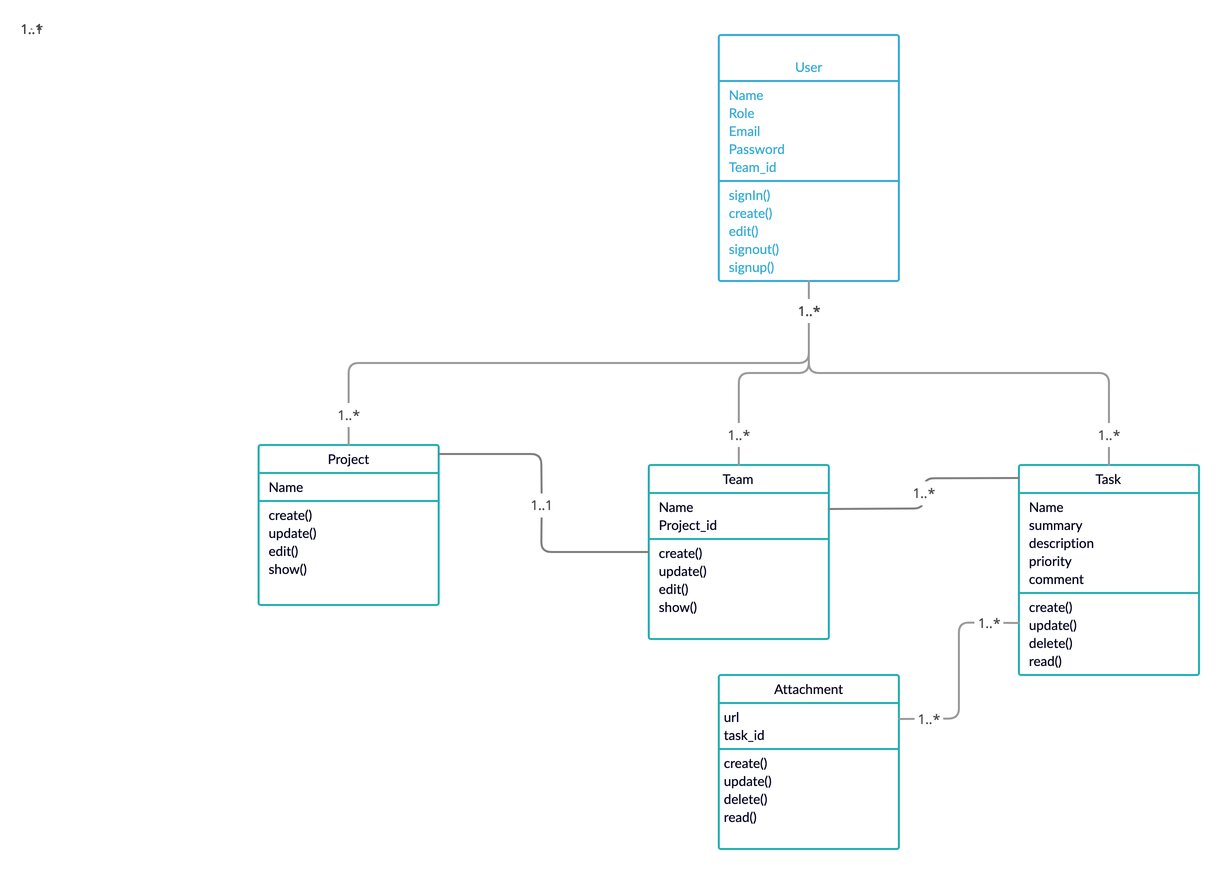 User
Name
Role
Email
Password
Team_id
signIn()
create()
edit()
signout()
signup()
1..*
1..*
1..*
1..*
Project
Name
create()
update()
edit()
show()
1..1
Team
Name
Project_id
create()
update()
edit()
show()
1..*
Task
Name
summary
description
priority
comment
create()
update()
delete()
read()
1..*
1..*
Attachment
url
task_id
create()
update()
delete()
read()